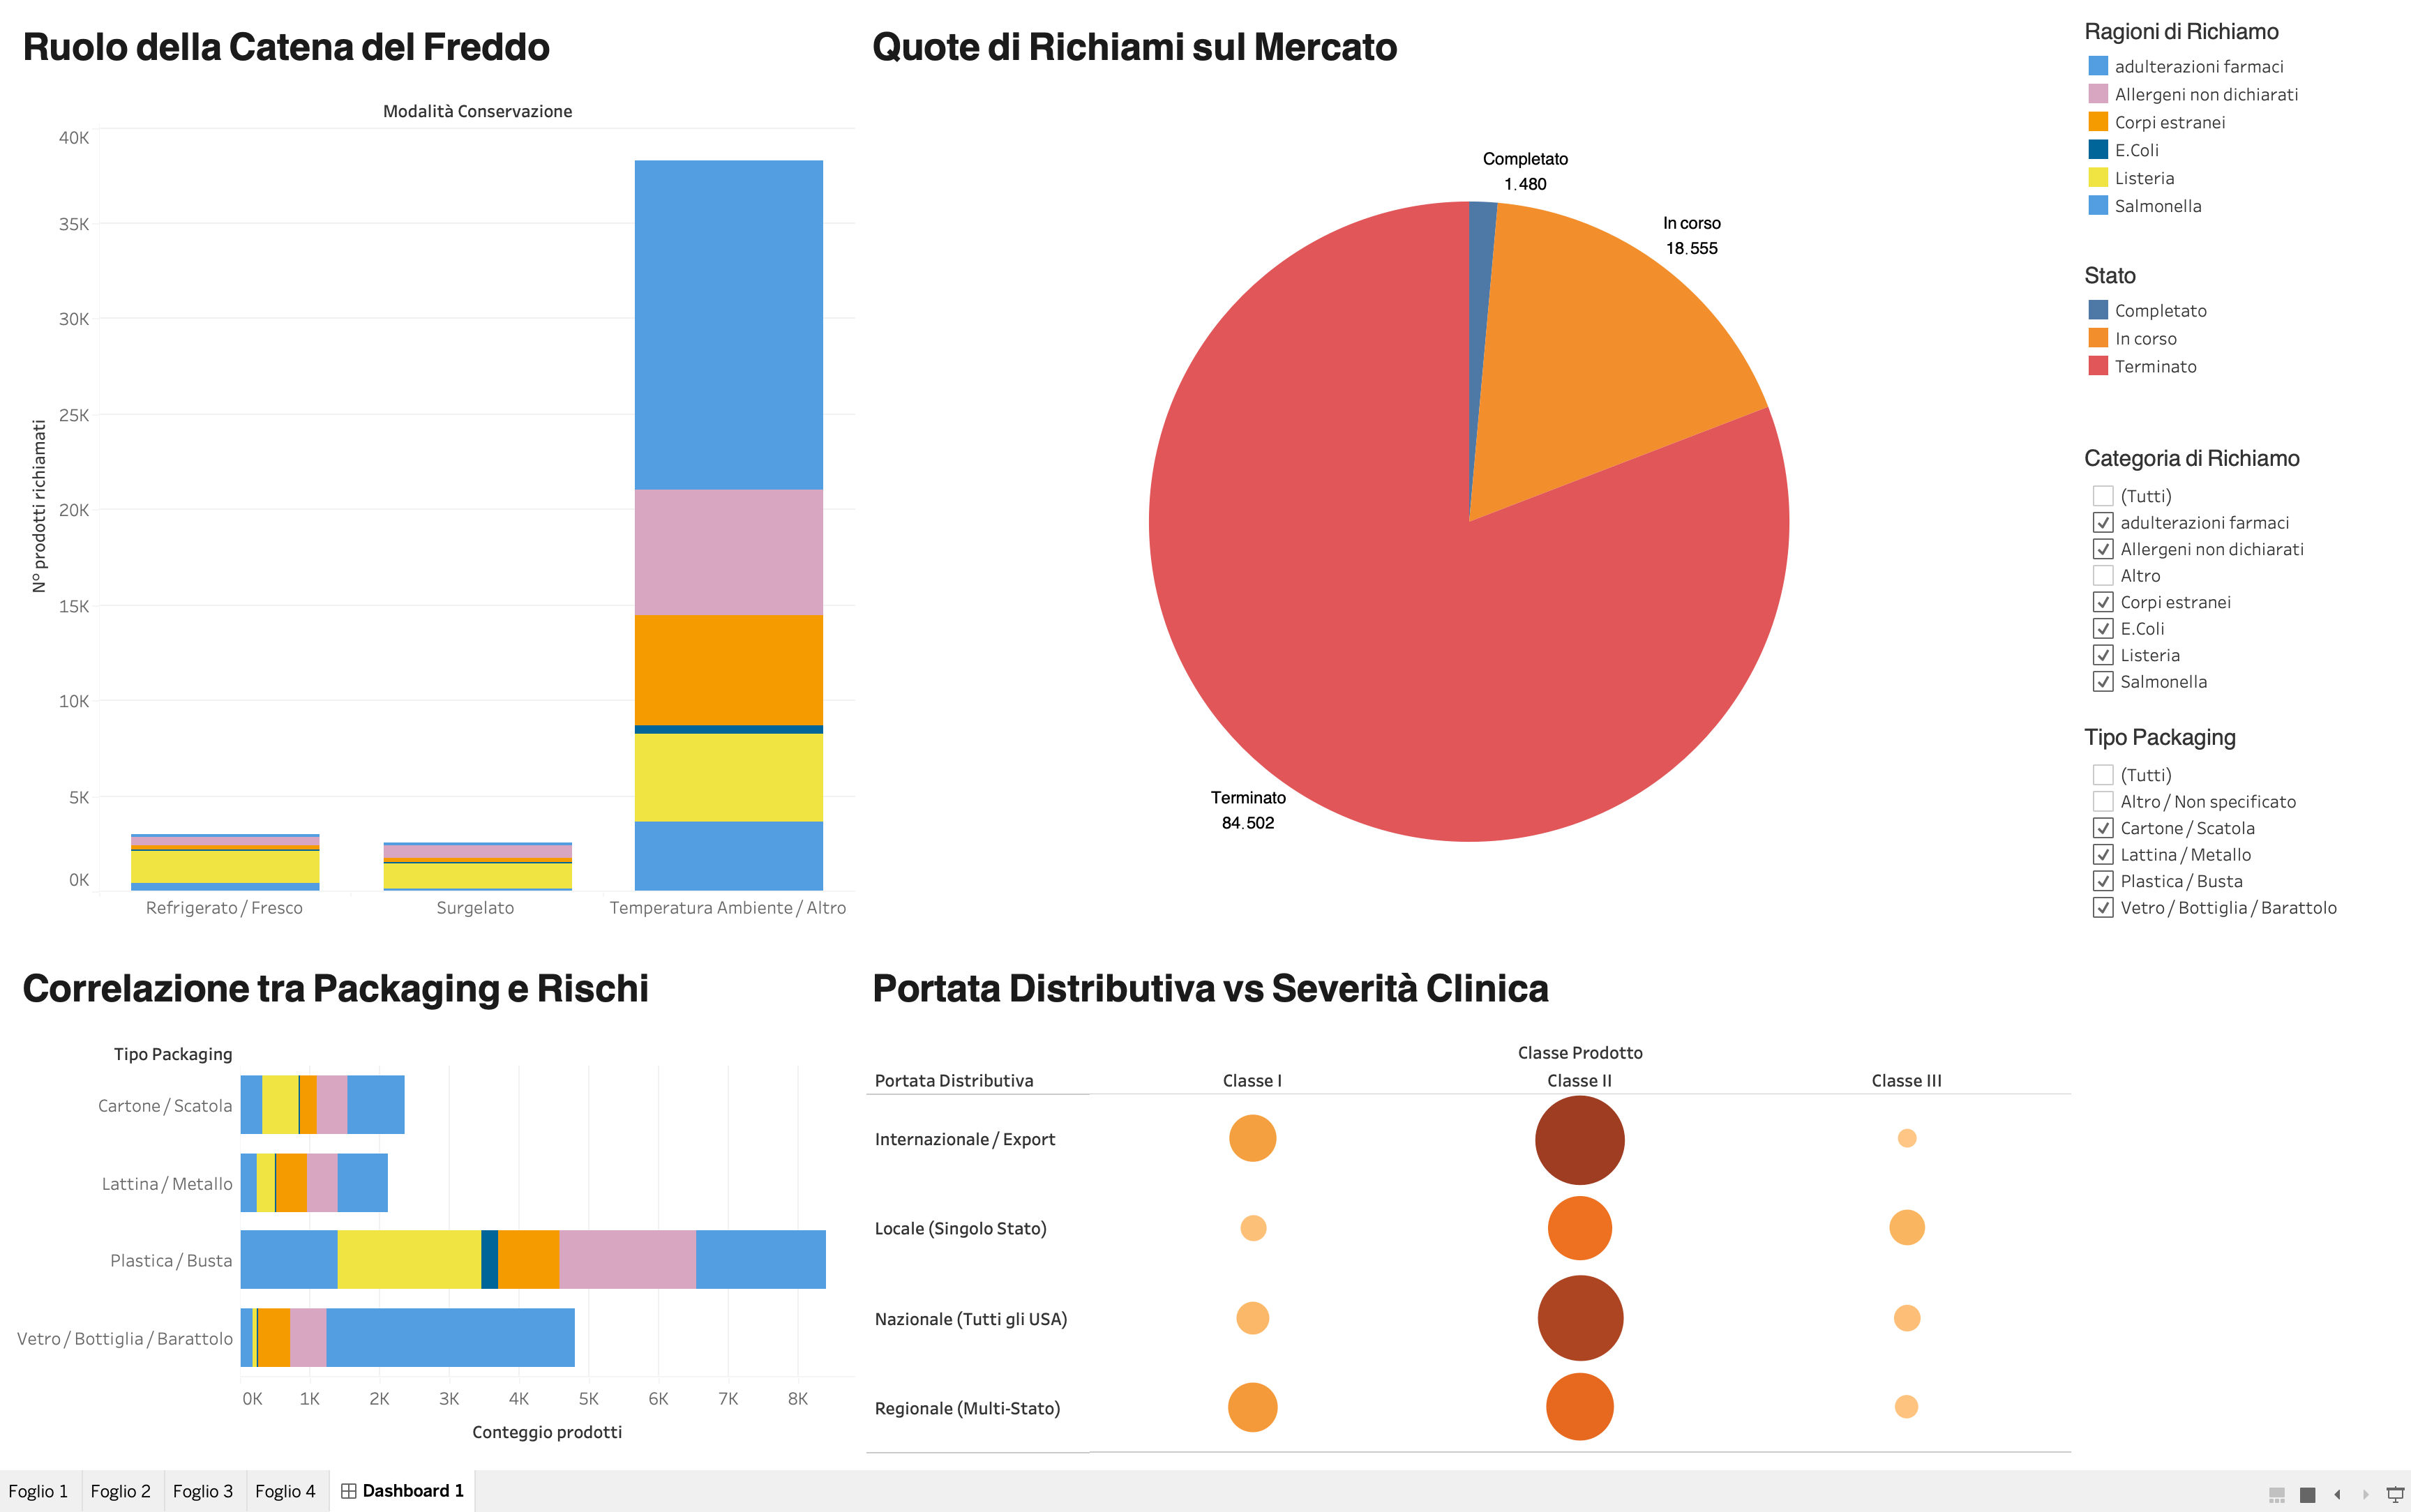 Ruolo della Catena del Freddo
Modalità Conservazione
Nº prodotti richiamati
40K
35K
30K
25K
20K
15K
10K
5K
0K
Refrigerato / Fresco
Surgelato
Temperatura Ambiente / Altro
Quote di Richiami sul Mercato
Completato
1.480
In corso
18.555
Terminato
84.502
Ragioni di Richiamo
adulterazioni farmaci
Allergeni non dichiarati
Corpi estranei
E.Coli
Listeria
Salmonella
Stato
Completato
In corso
Terminato
Categoria di Richiamo
(Tutti)
adulterazioni farmaci
Allergeni non dichiarati
Altro
Corpi estranei
E.Coli
Listeria
Salmonella
Tipo Packaging
(Tutti)
Altro / Non specificato
Cartone / Scatola
Lattina / Metallo
Plastica / Busta
Vetro / Bottiglia / Barattolo
Correlazione tra Packaging e Rischi
Tipo Packaging
Cartone / Scatola
Lattina / Metallo
Plastica / Busta
Vetro / Bottiglia / Barattolo
0K 1K 2K 3K 4K 5K 6K 7K 8K
Conteggio prodotti
Portata Distributiva vs Severità Clinica
Classe Prodotto
Portata Distributiva Classe I Classe II Classe III
Internazionale / Export
Locale (Singolo Stato)
Nazionale (Tutti gli USA)
Regionale (Multi-Stato)
Foglio 1 Foglio 2 Foglio 3 Foglio 4 Dashboard 1